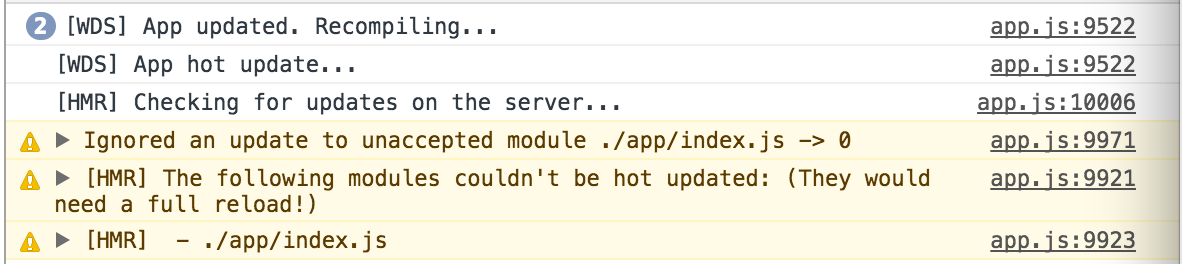 2 [WDS] App updated. Recompiling... app.js:9522
[WDS] App hot update... app.js:9522
[HMR] Checking for updates on the server... app.js:10006
Ignored an update to unaccepted module ./app/index.js -> 0 app.js:9971
[HMR] The following modules couldn't be hot updated: (They would app.js:9921
need a full reload!)
[HMR]  - ./app/index.js app.js:9923